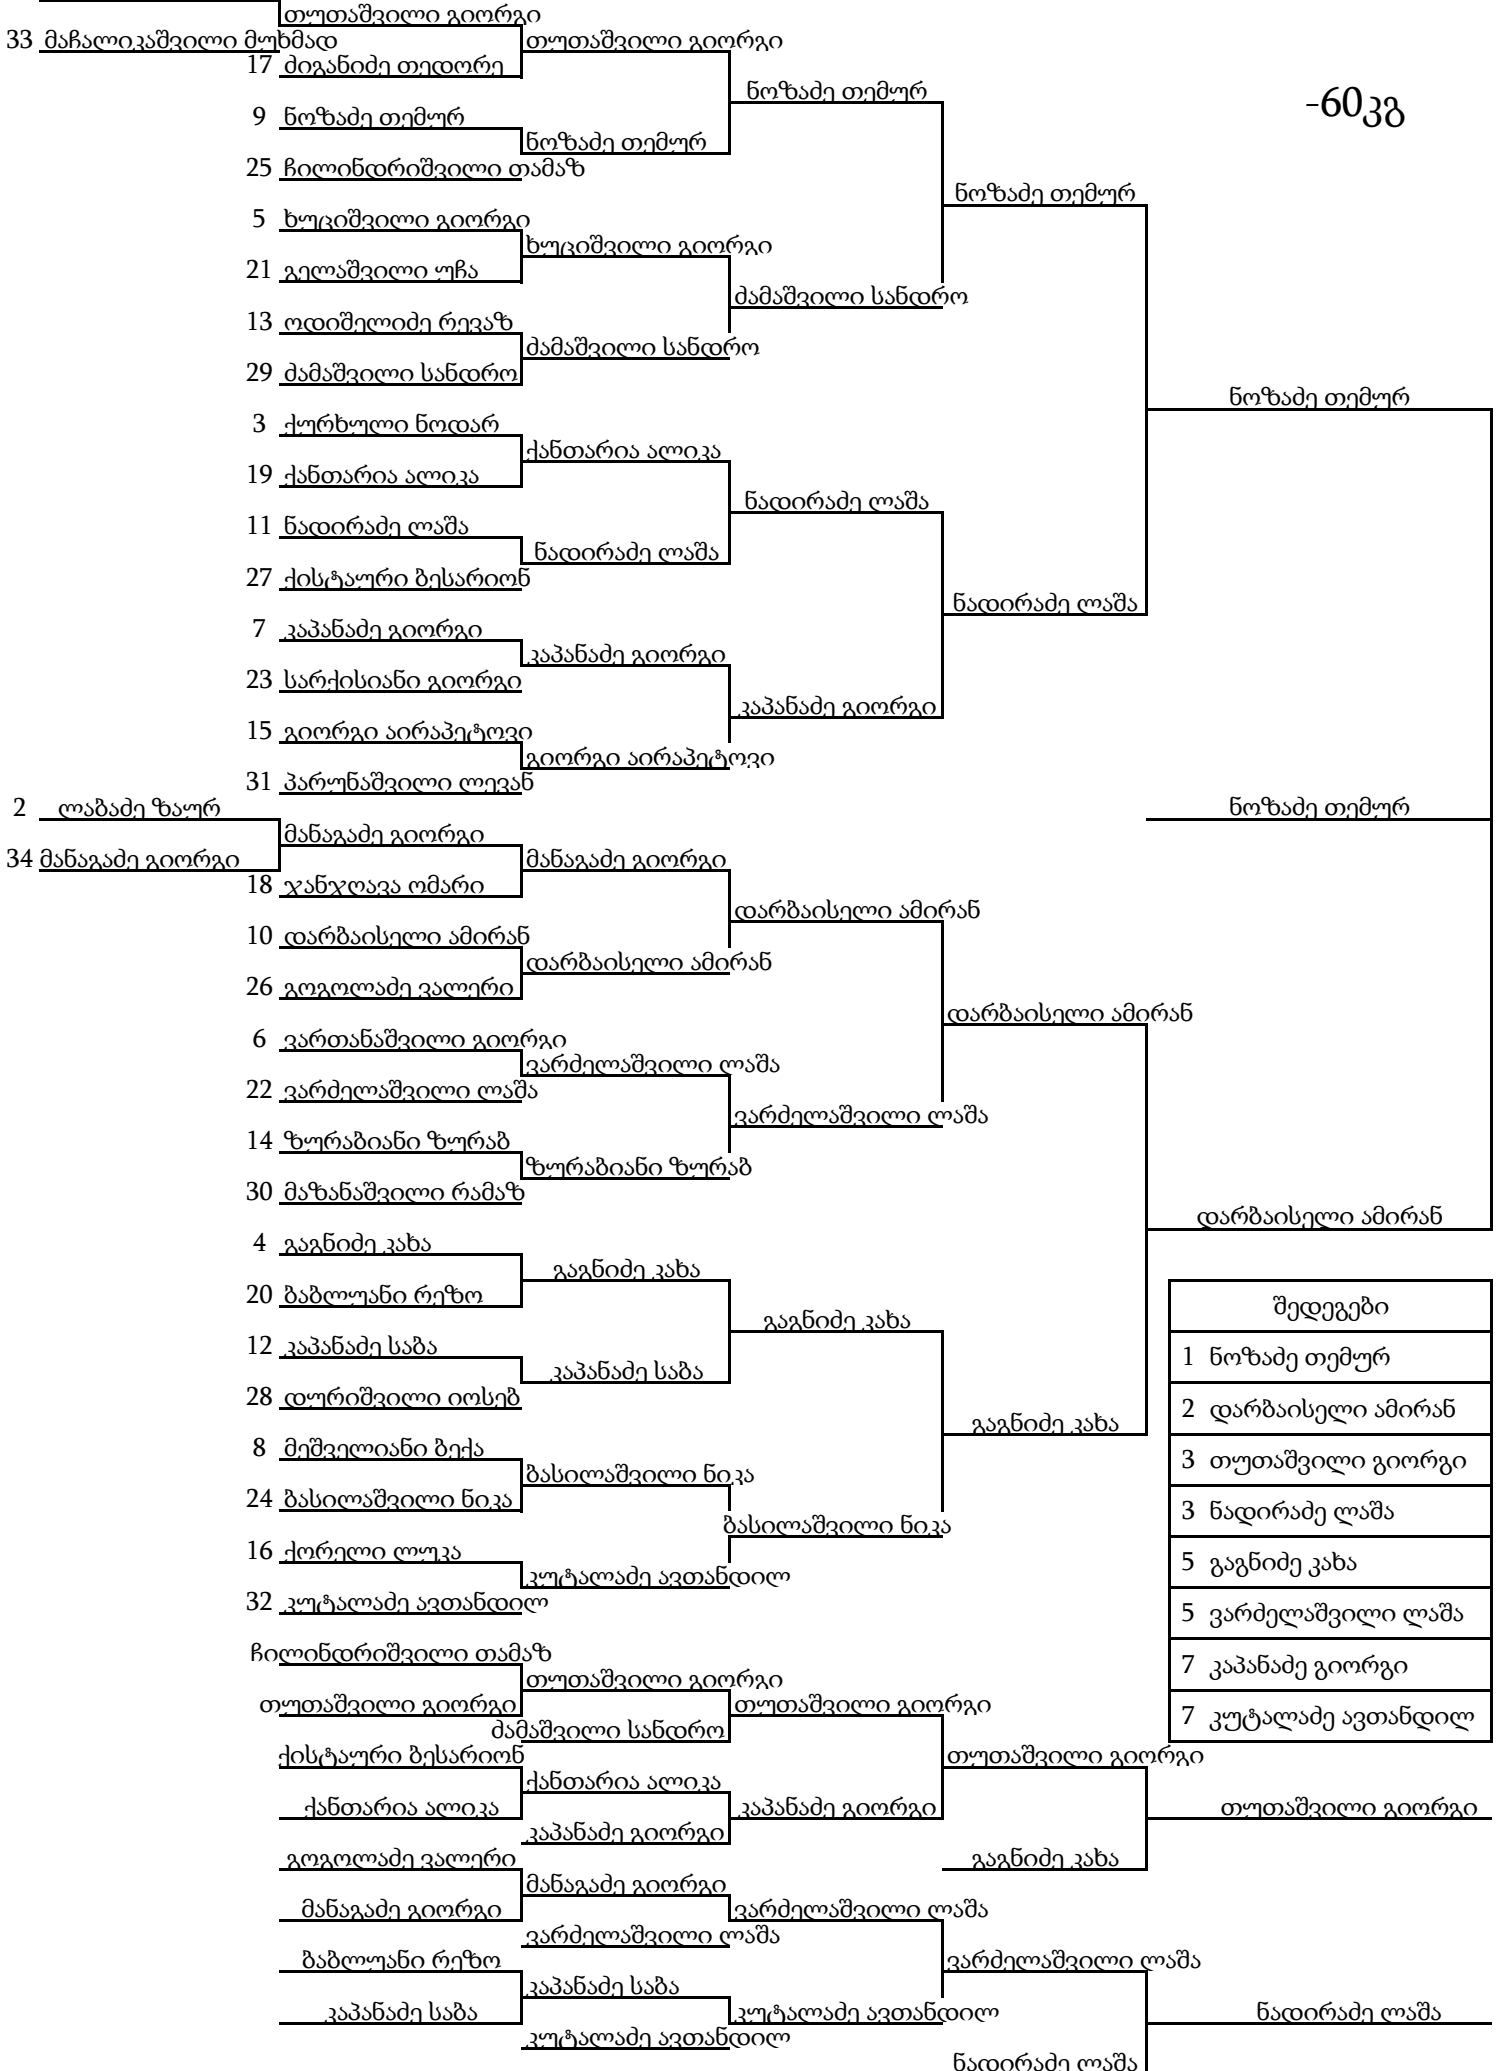 თუთაშვილი გიორგი
33 მაჩალიკაშვილი მუხმად
თუთაშვილი გიორგი
17 ძიგანიძე თედორე
ნოზაძე თემურ
-60კგ
9 ნოზაძე თემურ
ნოზაძე თემურ
25 ჩილინდრიშვილი თამაზ
ნოზაძე თემურ
5 ხუციშვილი გიორგი
ხუციშვილი გიორგი
21 გელაშვილი უჩა
ძამაშვილი სანდრო
13 ოდიშელიძე რევაზ
ძამაშვილი სანდრო
29 ძამაშვილი სანდრო
ნოზაძე თემურ
3 ქურხული ნოდარ
ქანთარია ალიკა
19 ქანთარია ალიკა
ნადირაძე ლაშა
11 ნადირაძე ლაშა
ნადირაძე ლაშა
27 ქისტაური ბესარიონ
ნადირაძე ლაშა
7 კაპანაძე გიორგი
კაპანაძე გიორგი
23 სარქისიანი გიორგი
კაპანაძე გიორგი
15 გიორგი აირაპეტოვი
გიორგი აირაპეტოვი
31 პარუნაშვილი ლევან
2 ლაბაძე ზაურ
ნოზაძე თემურ
მანაგაძე გიორგი
34 მანაგაძე გიორგი
მანაგაძე გიორგი
18 ჯანჯღავა ომარი
დარბაისელი ამირან
10 დარბაისელი ამირან
დარბაისელი ამირან
26 გოგოლაძე ვალერი
დარბაისელი ამირან
6 ვართანაშვილი გიორგი
ვარძელაშვილი ლაშა
22 ვარძელაშვილი ლაშა
ვარძელაშვილი ლაშა
14 ზურაბიანი ზურაბ
ზურაბიანი ზურაბ
30 მაზანაშვილი რამაზ
დარბაისელი ამირან
4 გაგნიძე კახა
გაგნიძე კახა
20 ბაბლუანი რეზო
შედეგები
გაგნიძე კახა
12 კაპანაძე საბა
1 ნოზაძე თემურ
კაპანაძე საბა
28 დურიშვილი იოსებ
2 დარბაისელი ამირან
გაგნიძე კახა
8 მეშველიანი ბექა
3 თუთაშვილი გიორგი
ბასილაშვილი ნიკა
24 ბასილაშვილი ნიკა
3 ნადირაძე ლაშა
ბასილაშვილი ნიკა
16 ქორელი ლუკა
5 გაგნიძე კახა
კუტალაძე ავთანდილ
32 კუტალაძე ავთანდილ
5 ვარძელაშვილი ლაშა
ჩილინდრიშვილი თამაზ
7 კაპანაძე გიორგი
თუთაშვილი გიორგი
თუთაშვილი გიორგი
თუთაშვილი გიორგი
7 კუტალაძე ავთანდილ
ძამაშვილი სანდრო
ქისტაური ბესარიონ
თუთაშვილი გიორგი
ქანთარია ალიკა
ქანთარია ალიკა
კაპანაძე გიორგი
თუთაშვილი გიორგი
კაპანაძე გიორგი
გოგოლაძე ვალერი
გაგნიძე კახა
მანაგაძე გიორგი
მანაგაძე გიორგი
ვარძელაშვილი ლაშა
ვარძელაშვილი ლაშა
ბაბლუანი რეზო
ვარძელაშვილი ლაშა
კაპანაძე საბა
კაპანაძე საბა
კუტალაძე ავთანდილ
ნადირაძე ლაშა
კუტალაძე ავთანდილ
ნადირაძე ლაშა